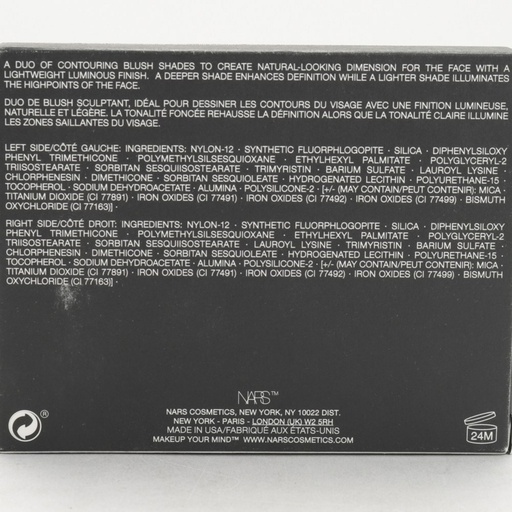 A DUO OF CONTOURING BLUSH SHADES TO CREATE NATURAL-LOOKING DIMENSION FOR THE FACE WITH A
LIGHTWEIGHT LUMINOUS FINISH. A DEEPER SHADE ENHANCES DEFINITION WHILE A LIGHTER SHADE ILLUMINATES
THE HIGHPOINTS OF THE FACE.
DUO DE BLUSH SCULPTANT, IDÉAL POUR DESSINER LES CONTOURS DU VISAGE AVEC UNE FINITION LUMINEUSE,
NATURELLE ET LÉGÈRE. LA TONALITÉ FONCÉE REHAUSSE LA DÉFINITION ALORS QUE LA TONALITÉ CLAIRE ILLUMINE
LES ZONES SAILLANTES DU VISAGE.
LEFT SIDE/CÔTÉ GAUCHE: INGREDIENTS: NYLON-12 · SYNTHETIC FLUORPHLOGOPITE · SILICA · DIPHENYLSILOXY
PHENYL TRIMETHICONE · POLYMETHYLSILSESQUIOXANE · ETHYLHEXYL PALMITATE · POLYGLYCERYL-2
TRIISOSTEARATE · SORBITAN SESQUIISOSTEARATE · TRIMYRISTIN · BARIUM SULFATE · LAUROYL LYSINE ·
CHLORPHENESIN · DIMETHICONE · SORBITAN SESQUIOLEATE · HYDROGENATED LECITHIN · POLYURETHANE-15 ·
TOCOPHEROL · SODIUM DEHYDROACETATE · ALUMINA · POLYSILICONE-2 · [+/- (MAY CONTAIN/PEUT CONTENIR): MICA ·
TITANIUM DIOXIDE (CI 77891) · IRON OXIDES (CI 77491) · IRON OXIDES (CI 77492) · IRON OXIDES (CI 77499) · BISMUTH
OXYCHLORIDE (CI 77163)] ·
RIGHT SIDE/CÔTÉ DROIT: INGREDIENTS: NYLON-12 · SYNTHETIC FLUORPHLOGOPITE · SILICA · DIPHENYLSILOXY
PHENYL TRIMETHICONE · POLYMETHYLSILSESQUIOXANE · ETHYLHEXYL PALMITATE · POLYGLYCERYL-2
TRIISOSTEARATE · SORBITAN SESQUIISOSTEARATE · LAUROYL LYSINE · TRIMYRISTIN · BARIUM SULFATE ·
CHLORPHENESIN · DIMETHICONE · SORBITAN SESQUIOLEATE · HYDROGENATED LECITHIN · POLYURETHANE-15 ·
TOCOPHEROL · SODIUM DEHYDROACETATE · ALUMINA · POLYSILICONE-2 · [+/- (MAY CONTAIN/PEUT CONTENIR): MICA ·
TITANIUM DIOXIDE (CI 77891) · IRON OXIDES (CI 77491) · IRON OXIDES (CI 77492) · IRON OXIDES (CI 77499) · BISMUTH
OXYCHLORIDE (CI 77163)] ·
NARS™
NARS COSMETICS, NEW YORK, NY 10022 DIST.
NEW YORK - PARIS - LONDON (UK) W2 5RH
MADE IN USA/FABRIQUÉ AUX ÉTATS-UNIS
MAKEUP YOUR MIND™ WWW.NARSCOSMETICS.COM
®
24M